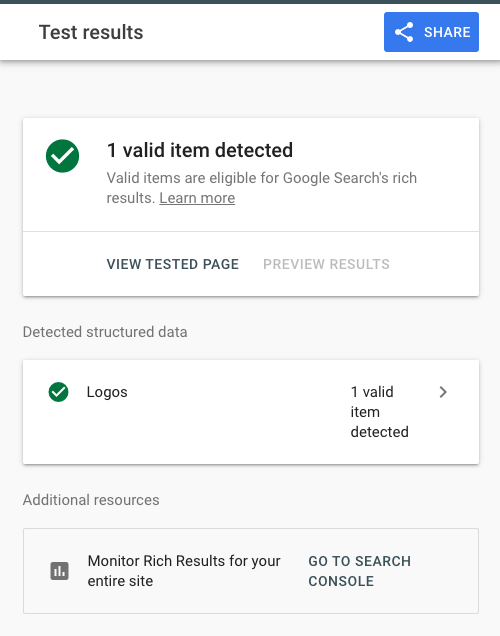 Test results
SHARE
1 valid item detected
Valid items are eligible for Google Search's rich
results. Learn more
VIEW TESTED PAGE
PREVIEW RESULTS
Detected structured data
Logos
1 valid
item
detected
Additional resources
Monitor Rich Results for your
entire site
GO TO SEARCH
CONSOLE